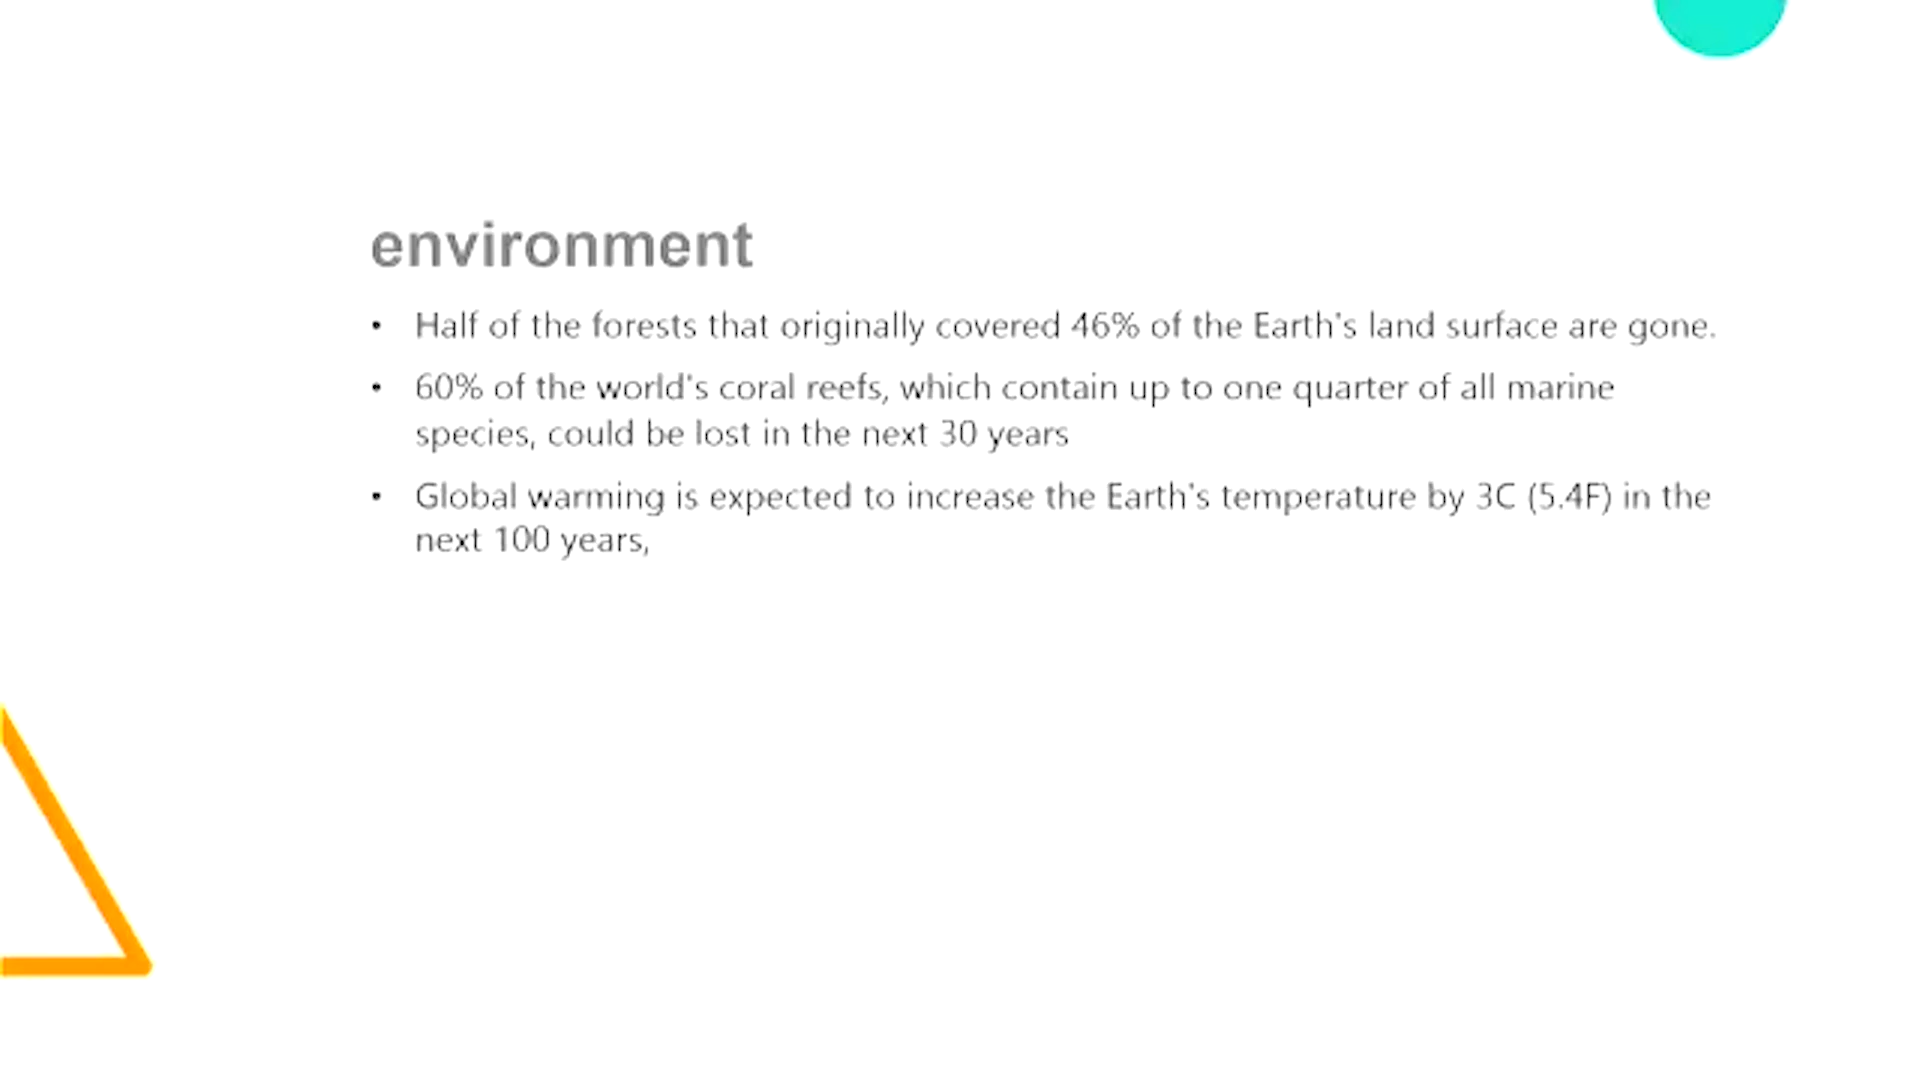 environment
• Half of the forests that originally covered 46% of the Earth's land surface are gone.
• 60% of the world's coral reefs, which contain up to one quarter of all marine
species, could be lost in the next 30 years
• Global warming is expected to increase the Earth's temperature by 3C (5.4F) in the
next 100 years,